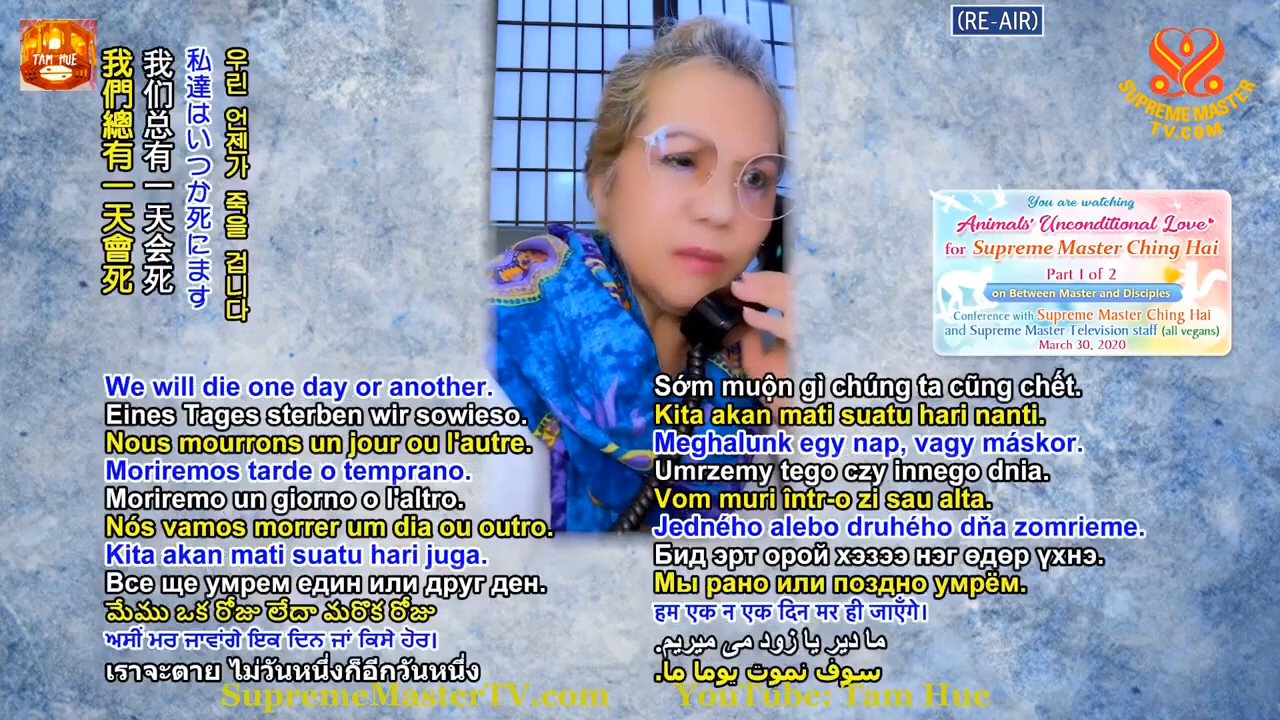 (RE-AIR)
TAM HUE
SUPREME MASTER
TV.COM
我們總有一天會死
我们总有一天会死
私達はいつか死にます
우린 언제가 죽을 겁니다
You are watching
Animals' Unconditional Love
for Supreme Master Ching Hai
Part 1 of 2
on Between Master and Disciples
Conference with Supreme Master Ching Hai
and Supreme Master Television staff (all vegans)
March 30, 2020
We will die one day or another.
Eines Tages sterben wir sowieso.
Nous mourrons un jour ou l'autre.
Moriremos tarde o temprano.
Moriremo un giorno o l'altro.
Nós vamos morrer um dia ou outro.
Kita akan mati suatu hari juga.
Все ще умрем един или друг ден.
మేము ఒక రోజు లేదా మరొక రోజు
ਅਸੀਂ ਮਰ ਜਾਵਾਂਗੇ ਇਕ ਦਿਨ ਜਾਂ ਕਿਸੇ ਹੋਰ।
เราจะตาย ไม่วันหนึ่งก็อีกวันหนึ่ง
Sớm muộn gì chúng ta cũng chết.
Kita akan mati suatu hari nanti.
Meghalunk egy nap, vagy máskor.
Umrzemy tego czy innego dnia.
Vom muri într-o zi sau alta.
Jedného alebo druhého dňa zomrieme.
Бид эрт орой хэзээ нэг өдөр үхнэ.
Мы рано или поздно умрём.
हम एक न एक दिन मर ही जाएँगे।
ما دیر یا زود می میریم.
سوف نموت يوما ما.
SupremeMasterTV.com
YouTube: Tam Hue